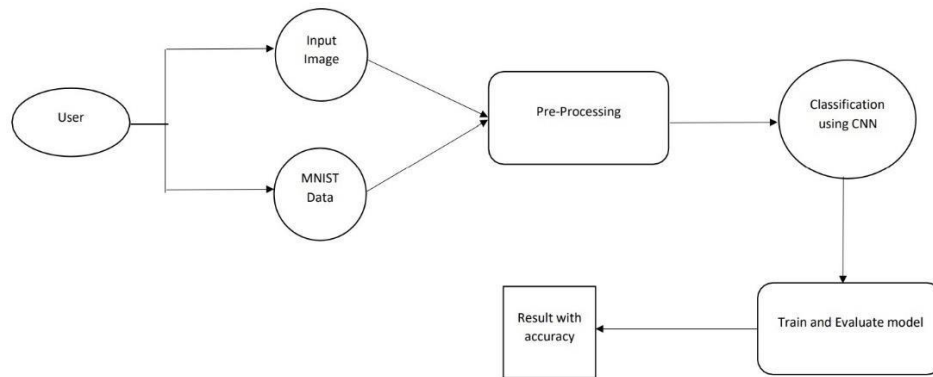 User
Input
Image
MNIST
Data
Pre-Processing
Classification
using CNN
Train and Evaluate model
Result with
accuracy